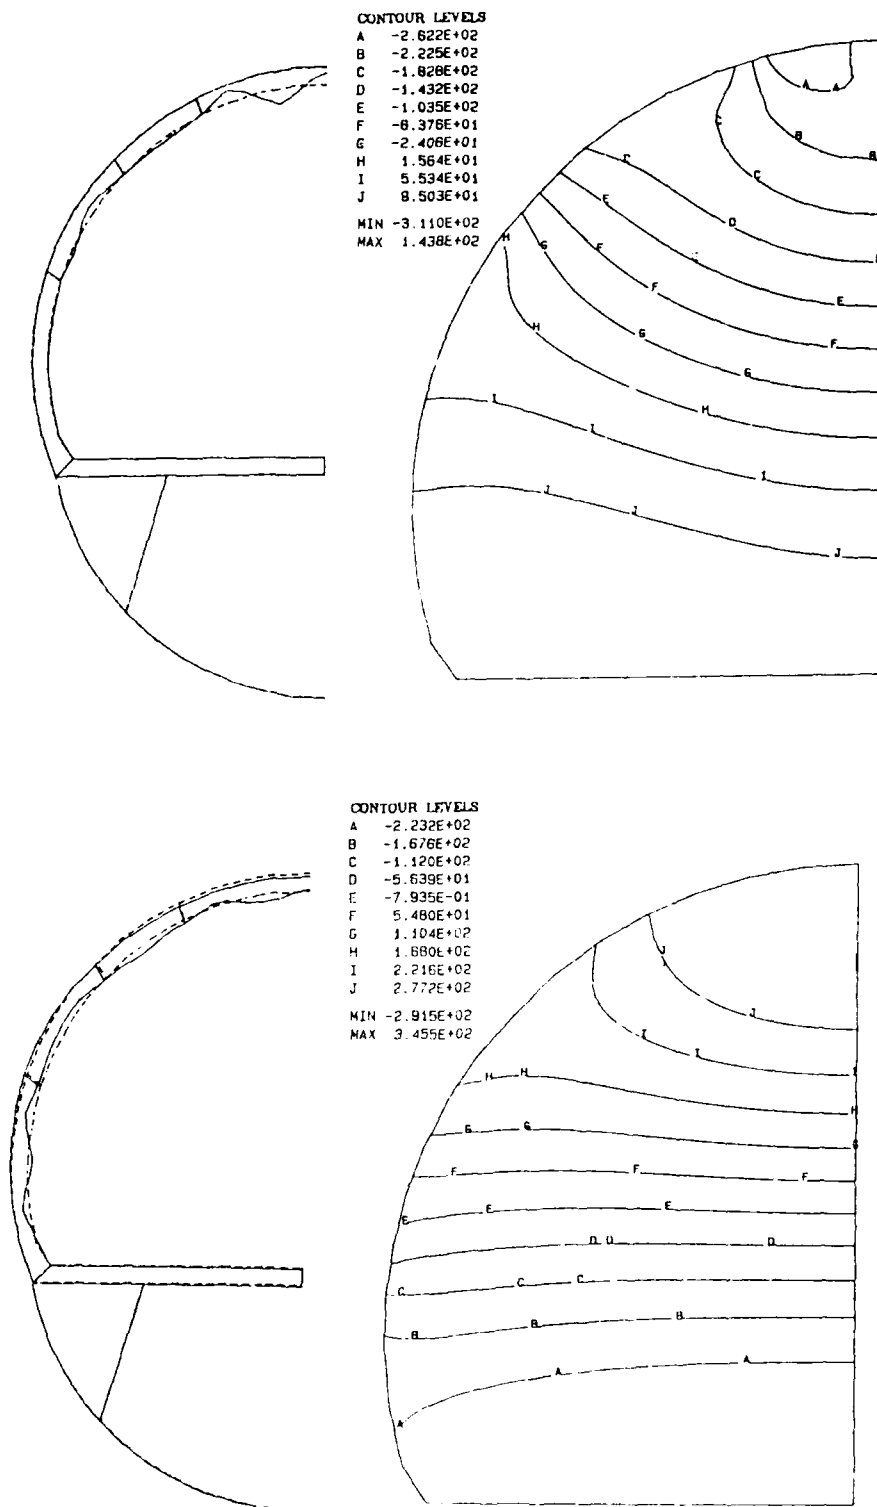 CONTOUR LEVELS
A -2.622E+02
B -2.225E+02
C -1.828E+02
D -1.432E+02
E -1.035E+02
F -6.376E+01
G -2.406E+01
H 1.564E+01
I 5.534E+01
J 9.503E+01
MIN -3.110E+02
MAX 1.438E+02
A A
B
B
C
C
C
D
D
E
E
E
F
F
F
G
G
G
H
H
H
I
I
I
J
J
J
CONTOUR LEVELS
A -2.232E+02
B -1.676E+02
C -1.120E+02
D -5.639E+01
E -7.935E-01
F 5.480E+01
G 1.104E+02
H 1.660E+02
I 2.216E+02
J 2.772E+02
MIN -2.915E+02
MAX 3.455E+02
J
J
I
I
I
H H
H
G G
G
F F F
E E E
D D D
C C C
B B B
A A
A